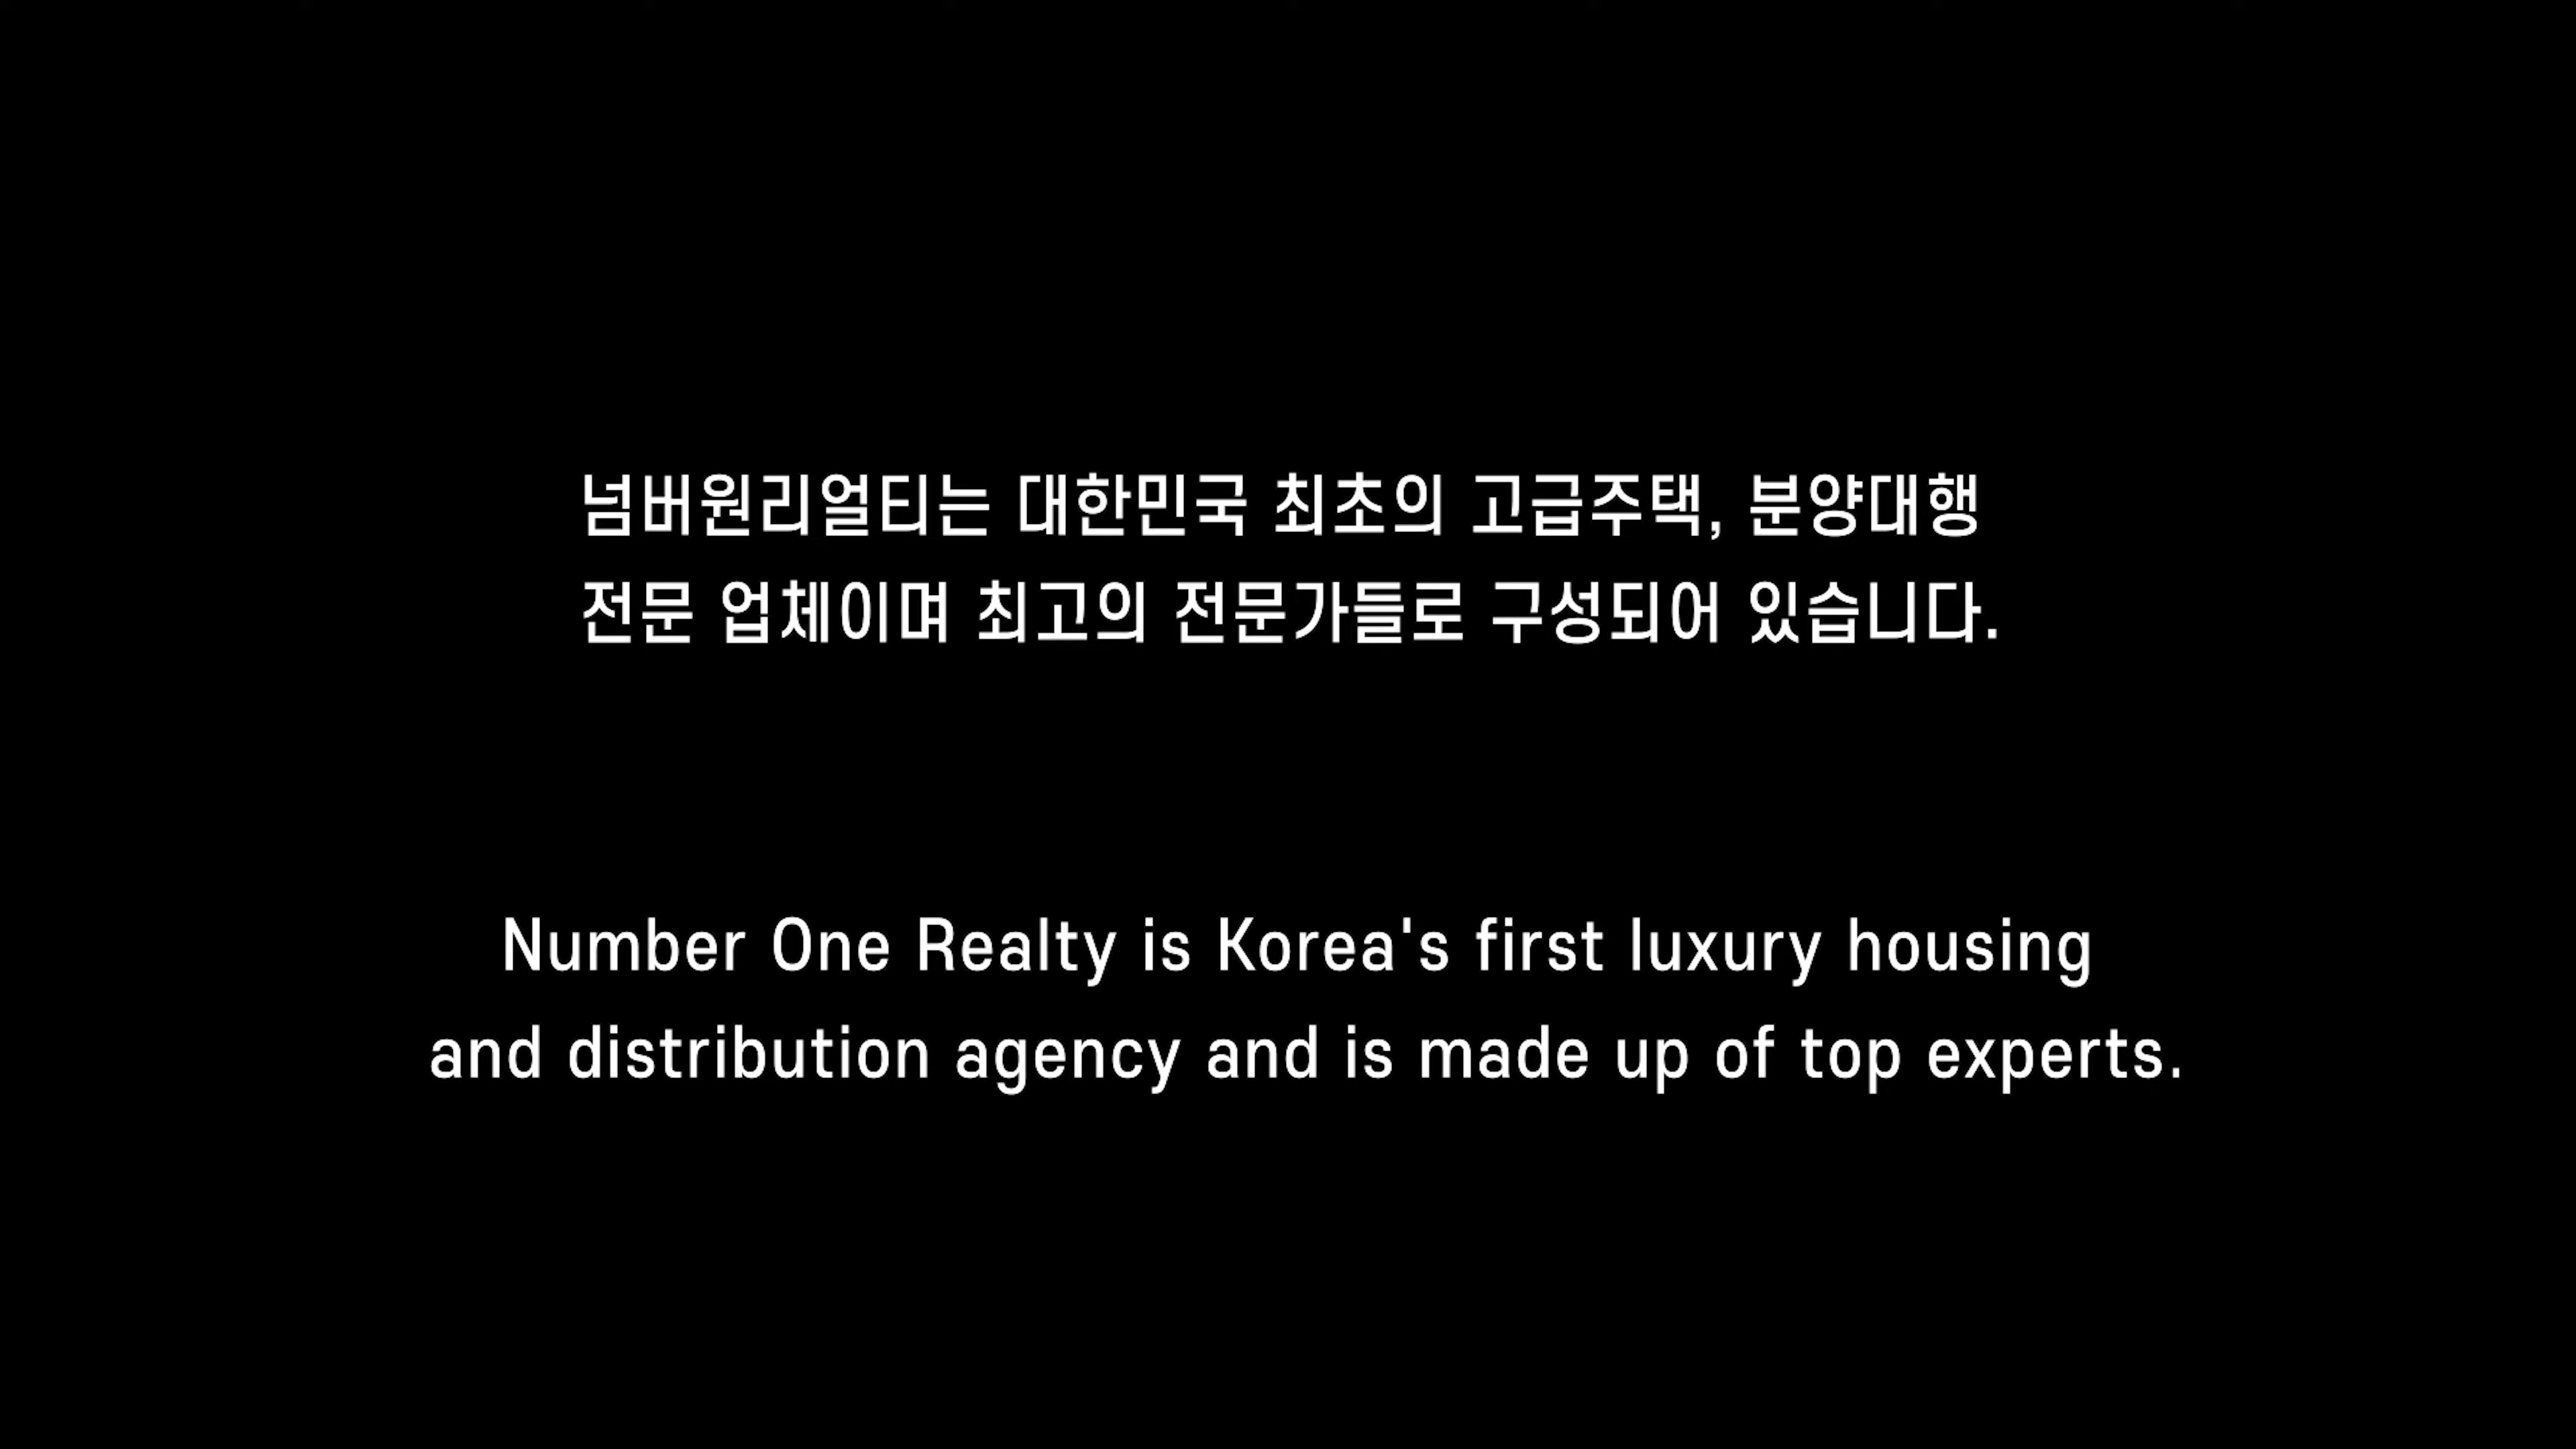 넘버원리얼티는 대한민국 최초의 고급주택, 분양대행
전문 업체이며 최고의 전문가들로 구성되어 있습니다.
Number One Realty is Korea's first luxury housing
and distribution agency and is made up of top experts.